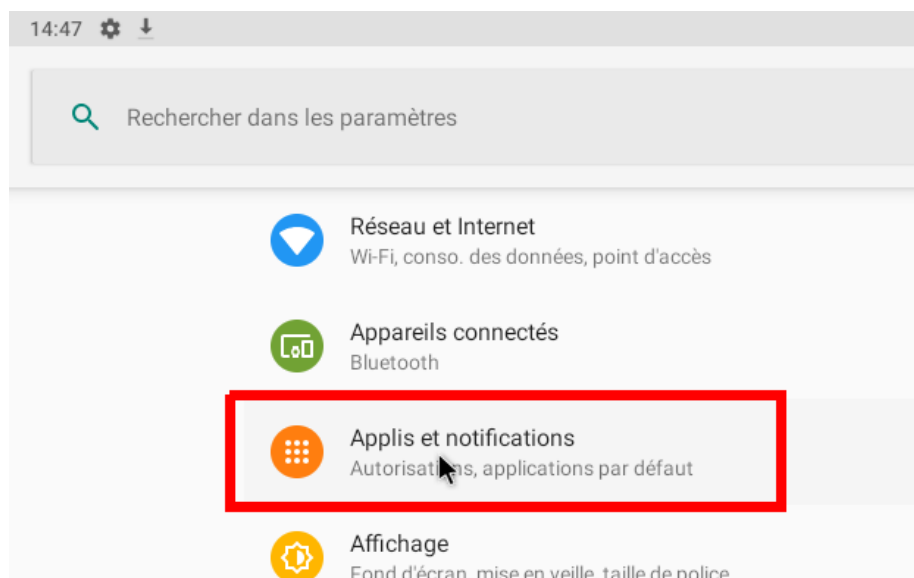 14:47
Rechercher dans les paramètres
Réseau et Internet
Wi-Fi, conso. des données, point d'accès
Appareils connectés
Bluetooth
Applis et notifications
Autorisations, applications par défaut
Affichage
Fond d'écran, mise en veille, taille de police